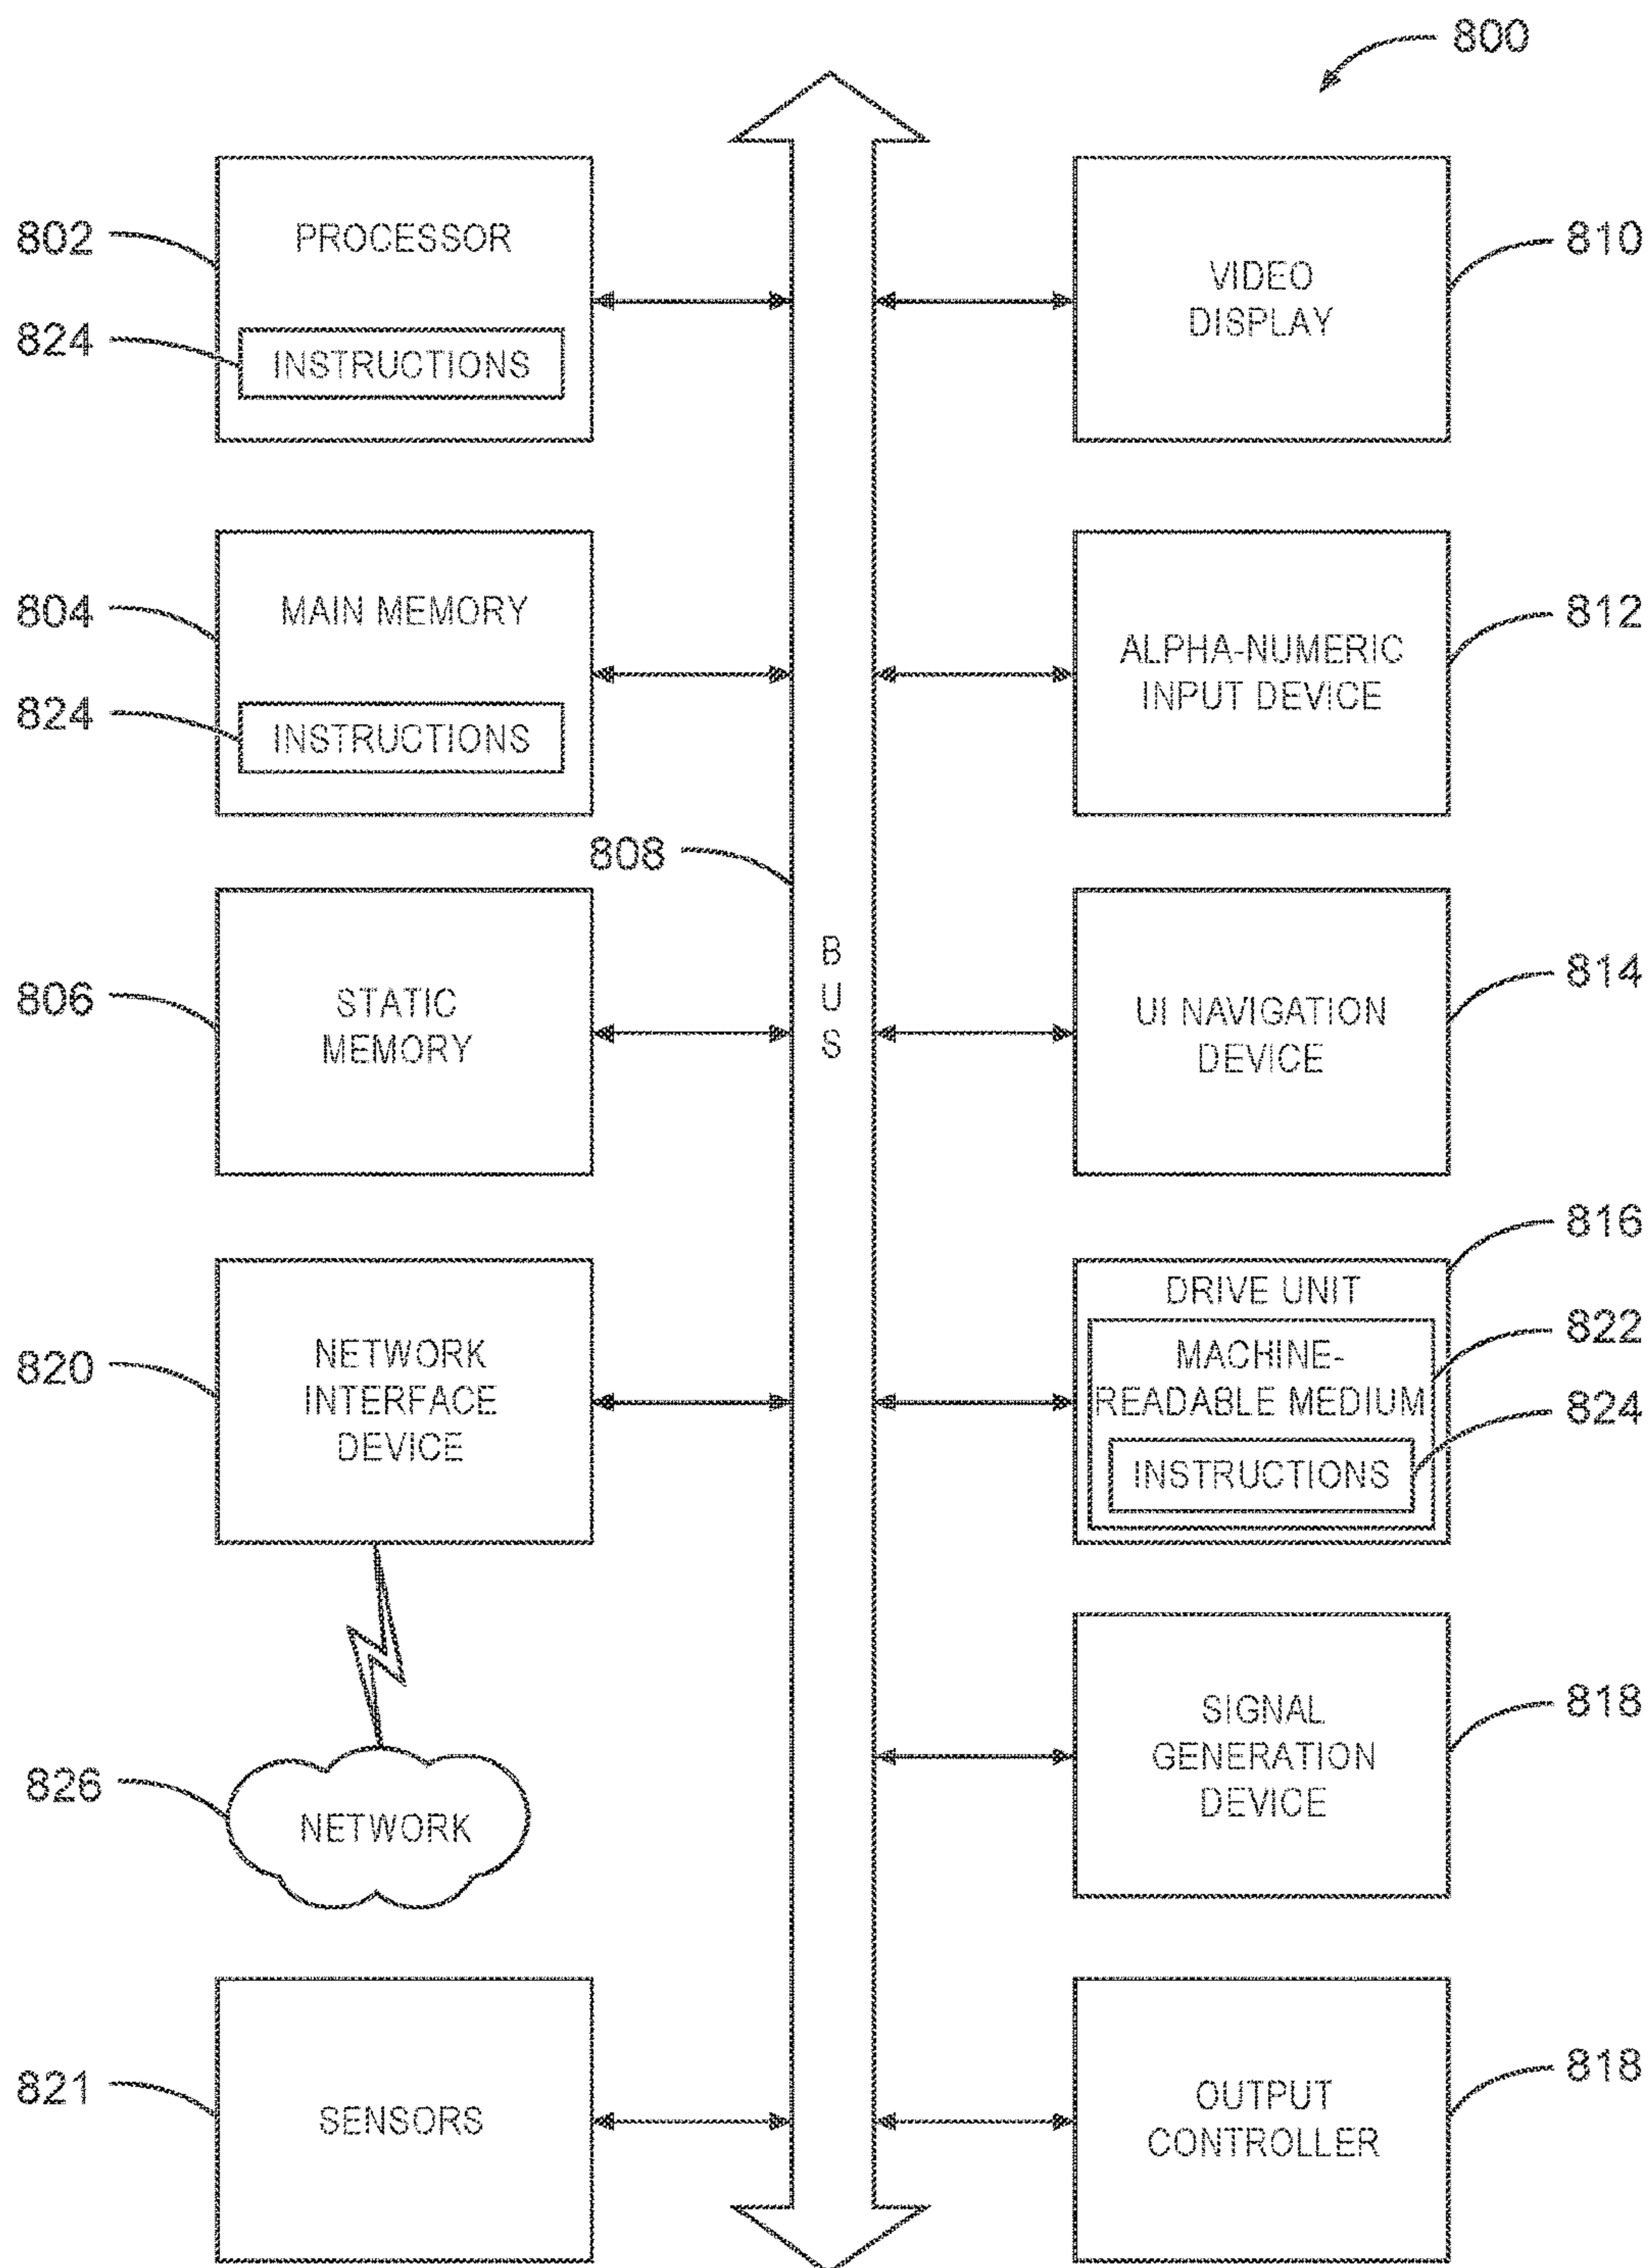 800
802
PROCESSOR
824
INSTRUCTIONS
810
VIDEO
DISPLAY
804
MAIN MEMORY
824
INSTRUCTIONS
812
ALPHA-NUMERIC
INPUT DEVICE
808
B
U
S
806
STATIC
MEMORY
814
UI NAVIGATION
DEVICE
820
NETWORK
INTERFACE
DEVICE
816
DRIVE UNIT
822
MACHINE-
READABLE MEDIUM
824
INSTRUCTIONS
826
NETWORK
818
SIGNAL
GENERATION
DEVICE
821
SENSORS
818
OUTPUT
CONTROLLER